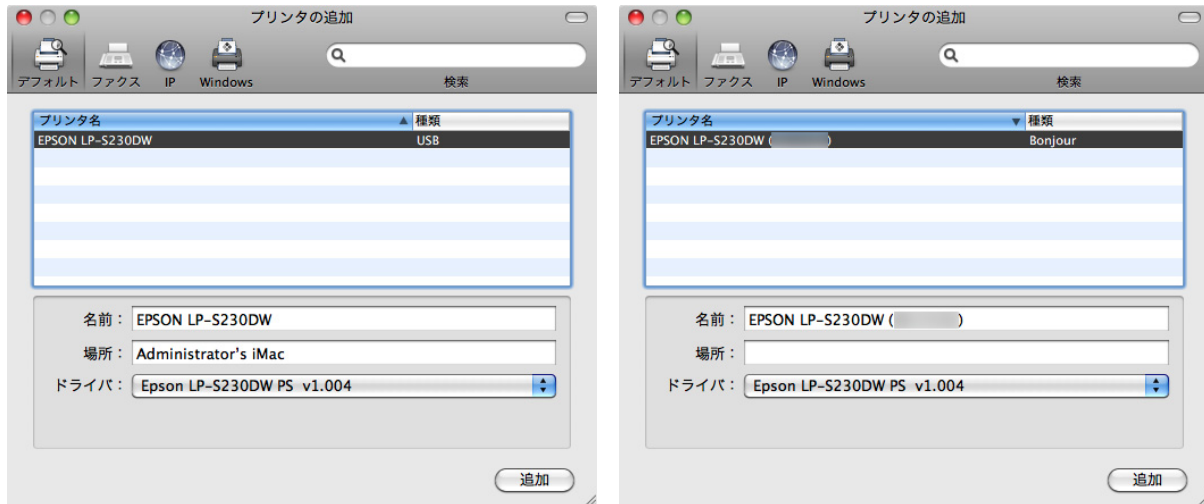 プリンタの追加
デフォルト ファクス IP Windows 検索
プリンタ名 種類
EPSON LP-S230DW USB
名前： EPSON LP-S230DW
場所： Administrator's iMac
ドライバ： Epson LP-S230DW PS v1.004
追加
プリンタの追加
デフォルト ファクス IP Windows 検索
プリンタ名 種類
EPSON LP-S230DW ( ) Bonjour
名前： EPSON LP-S230DW ( )
場所：
ドライバ： Epson LP-S230DW PS v1.004
追加